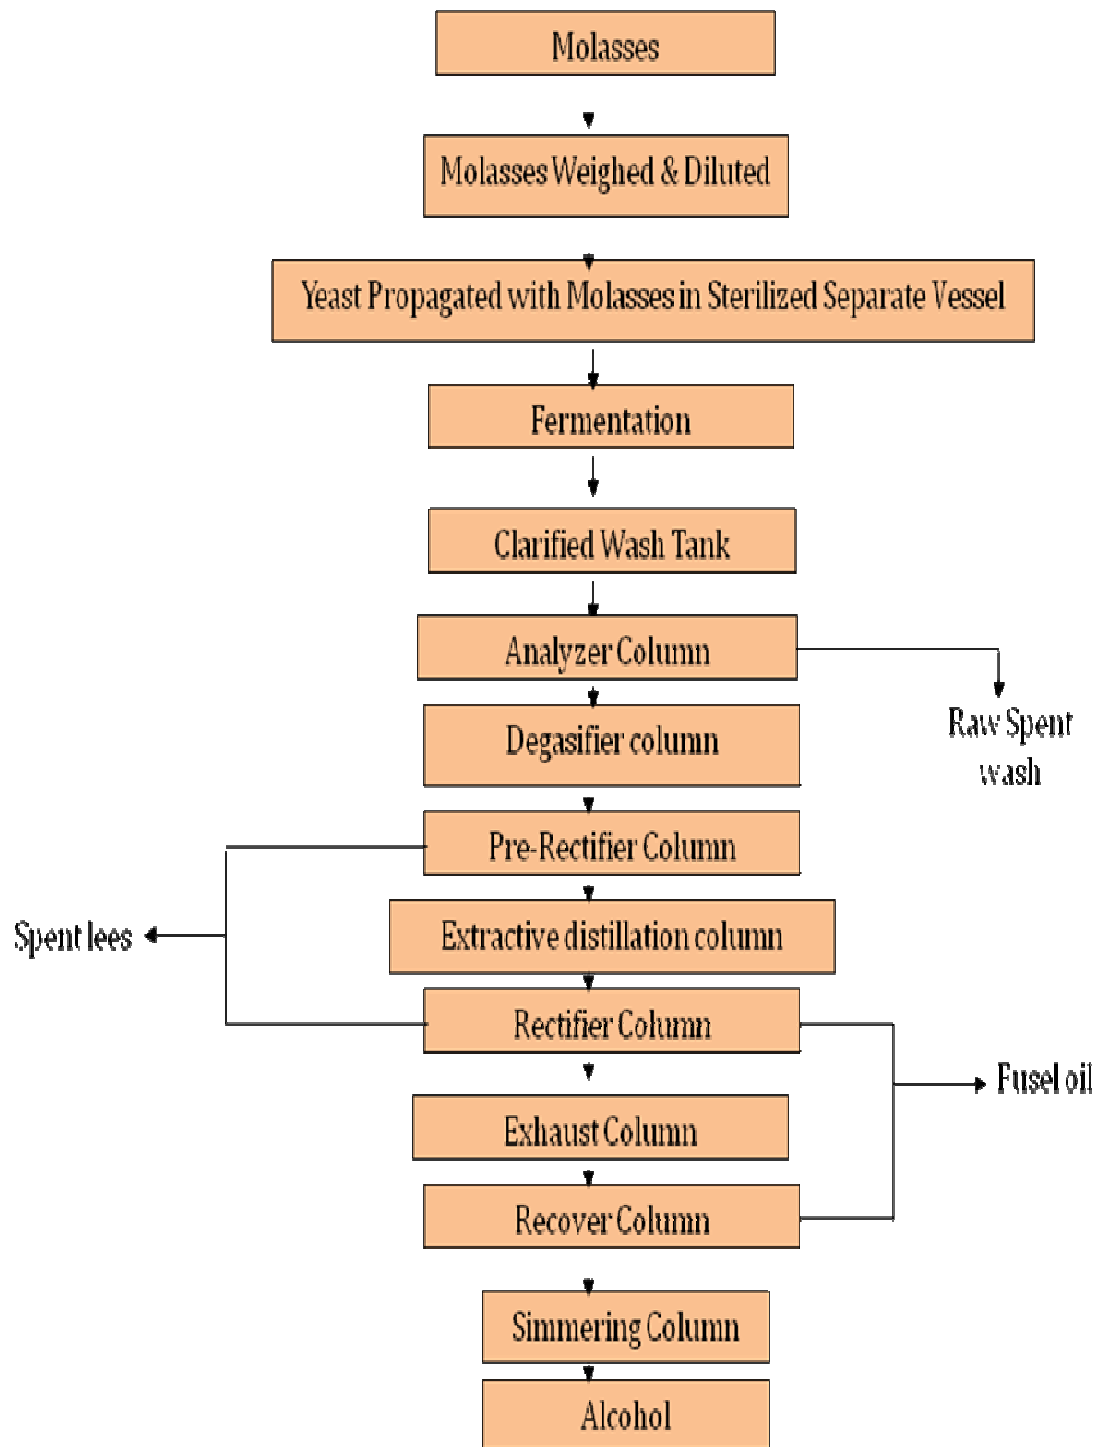 Molasses
Molasses Weighed & Diluted
Yeast Propagated with Molasses in Sterilized Separate Vessel
Fermentation
Clarified Wash Tank
Analyzer Column
Raw Spent
wash
Degasifier column
Pre-Rectifier Column
Spent lees
Extractive distillation column
Rectifier Column
Fusel oil
Exhaust Column
Recover Column
Simmering Column
Alcohol